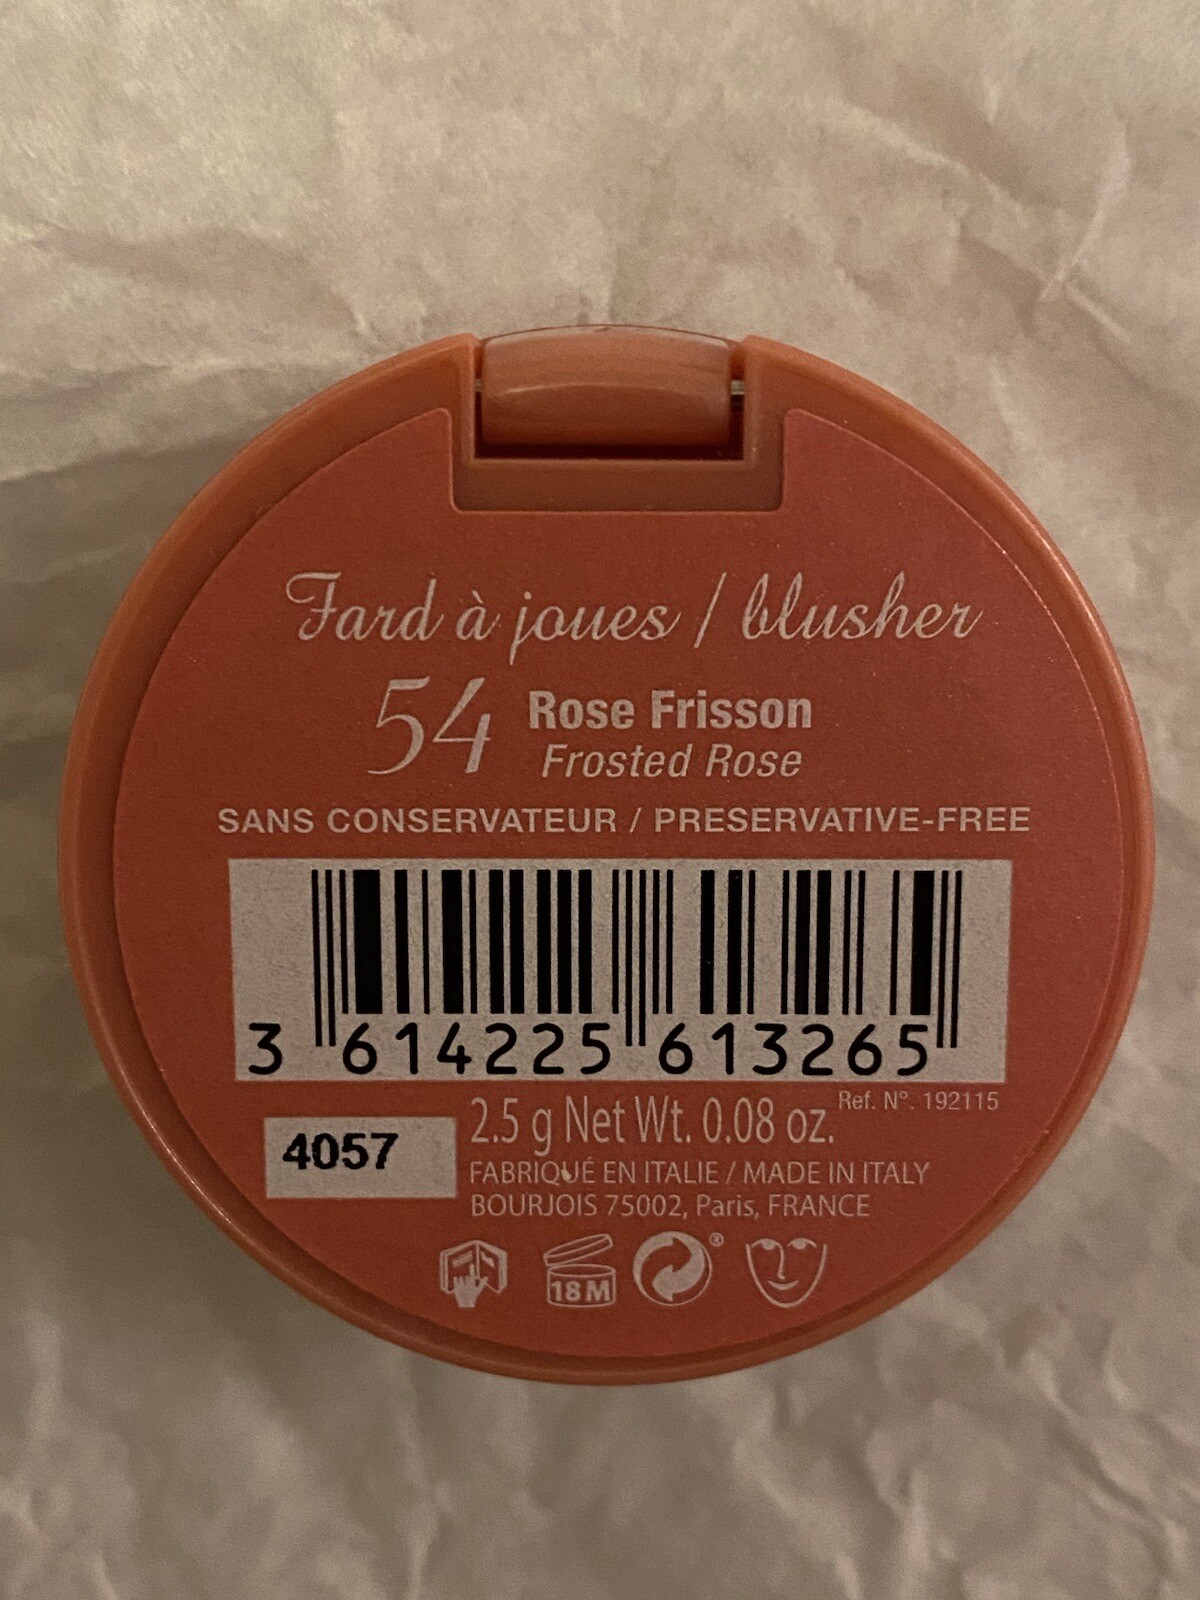 Fard à joues / blusher
54 Rose Frisson
Frosted Rose
SANS CONSERVATEUR / PRESERVATIVE-FREE
3 614225 613265
Ref. N°. 192115
4057
2.5 g Net Wt. 0.08 oz.
FABRIQUÉ EN ITALIE / MADE IN ITALY
BOURJOIS 75002, Paris, FRANCE
18M
®